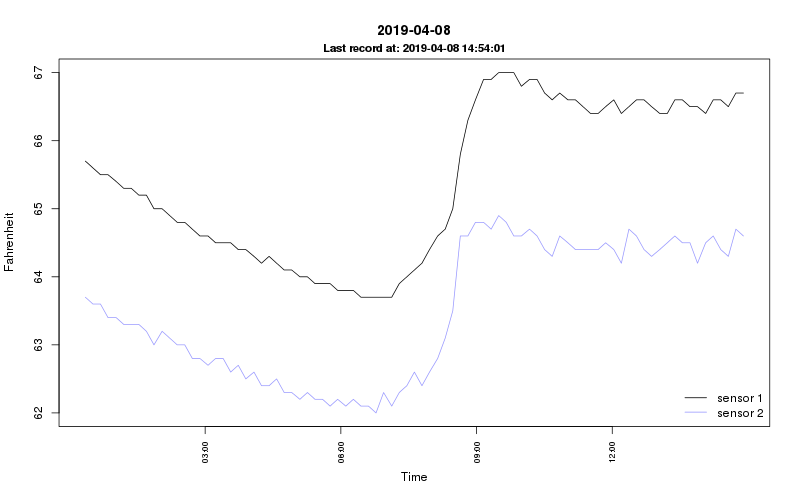 2019-04-08
Last record at: 2019-04-08 14:54:01
Fahrenheit
67
66
65
64
63
62
03:00
06:00
09:00
12:00
Time
sensor 1
sensor 2